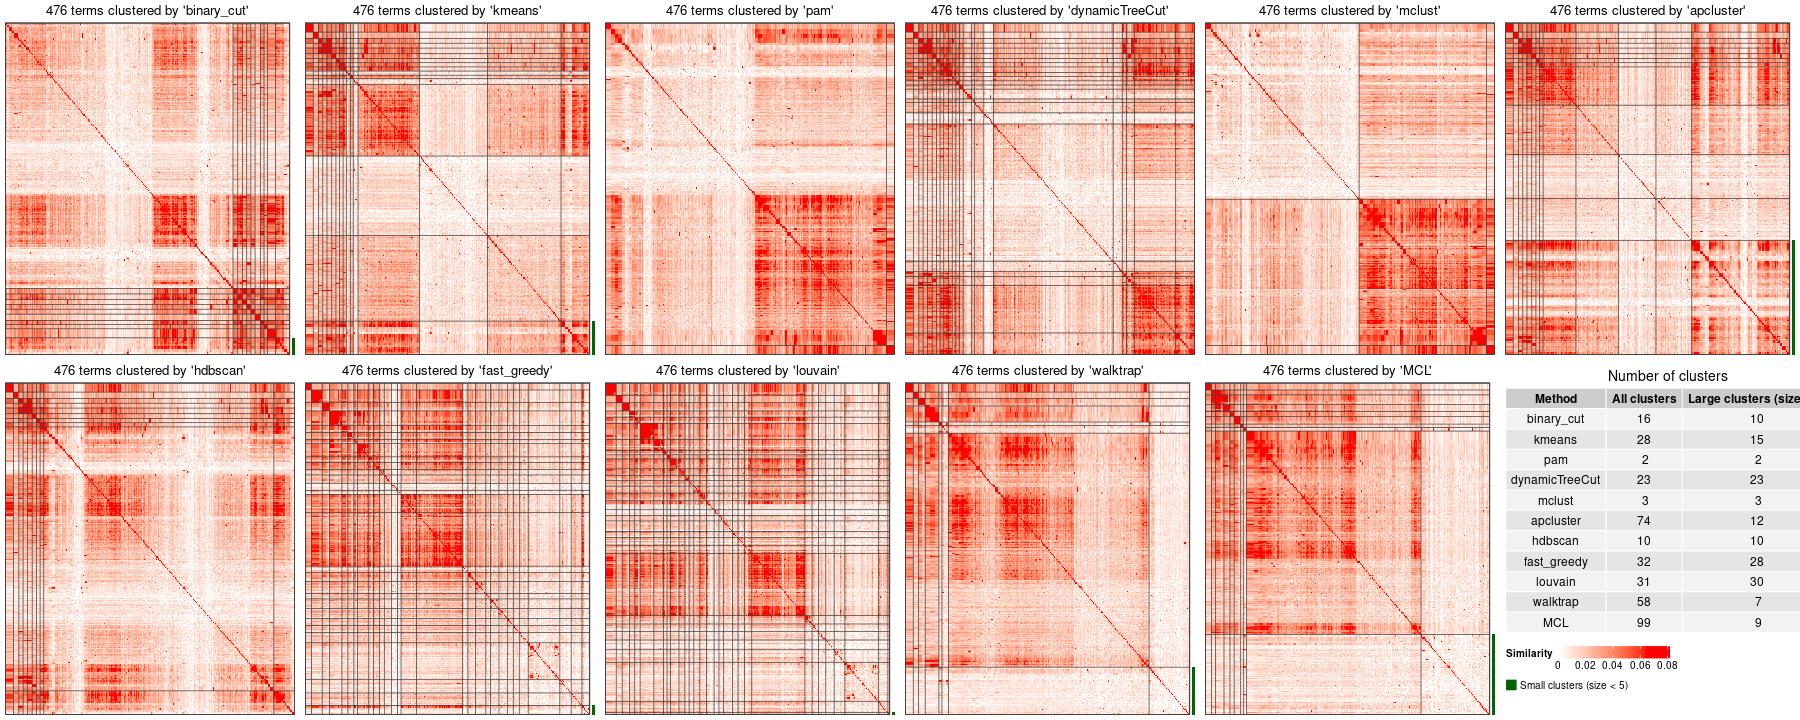 476 terms clustered by 'binary_cut'
476 terms clustered by 'kmeans'
476 terms clustered by 'pam'
476 terms clustered by 'dynamicTreeCut'
476 terms clustered by 'mclust'
476 terms clustered by 'apcluster'
476 terms clustered by 'hdbscan'
476 terms clustered by 'fast_greedy'
476 terms clustered by 'louvain'
476 terms clustered by 'walktrap'
476 terms clustered by 'MCL'
Number of clusters
Method All clusters Large clusters (size
binary_cut 16 10
kmeans 28 15
pam 2 2
dynamicTreeCut 23 23
mclust 3 3
apcluster 74 12
hdbscan 10 10
fast_greedy 32 28
louvain 31 30
walktrap 58 7
MCL 99 9
Similarity
0 0.02 0.04 0.06 0.08
Small clusters (size < 5)